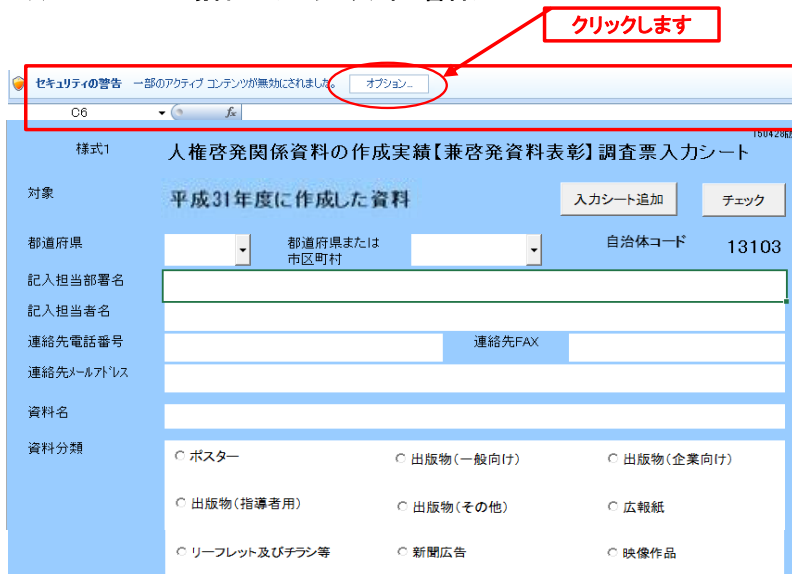 クリックします
セキュリティの警告 一部のアクティブ コンテンツが無効にされました。 オプション...
C6 fx
150428版
様式1 人権啓発関係資料の作成実績【兼啓発資料表彰】調査票入力シート
対象 平成31年度に作成した資料 入力シート追加 チェック
都道府県 都道府県または 自治体コード 13103
市区町村
記入担当部署名
記入担当者名
連絡先電話番号 連絡先FAX
連絡先メールアドレス
資料名
資料分類 ポスター 出版物(一般向け) 出版物(企業向け)
出版物(指導者用) 出版物(その他) 広報紙
リーフレット及びチラシ等 新聞広告 映像作品